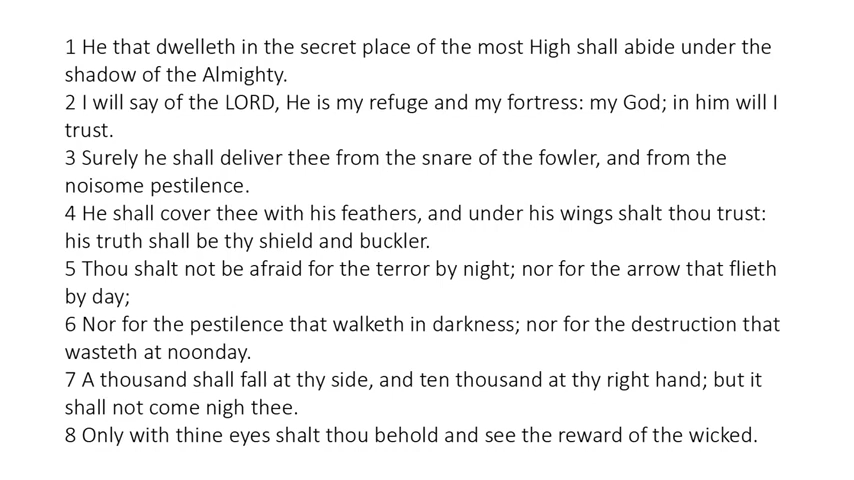 1 He that dwelleth in the secret place of the most High shall abide under the
shadow of the Almighty.
2 I will say of the LORD, He is my refuge and my fortress: my God; in him will I
trust.
3 Surely he shall deliver thee from the snare of the fowler, and from the
noisome pestilence.
4 He shall cover thee with his feathers, and under his wings shalt thou trust:
his truth shall be thy shield and buckler.
5 Thou shalt not be afraid for the terror by night; nor for the arrow that flieth
by day;
6 Nor for the pestilence that walketh in darkness; nor for the destruction that
wasteth at noonday.
7 A thousand shall fall at thy side, and ten thousand at thy right hand; but it
shall not come nigh thee.
8 Only with thine eyes shalt thou behold and see the reward of the wicked.